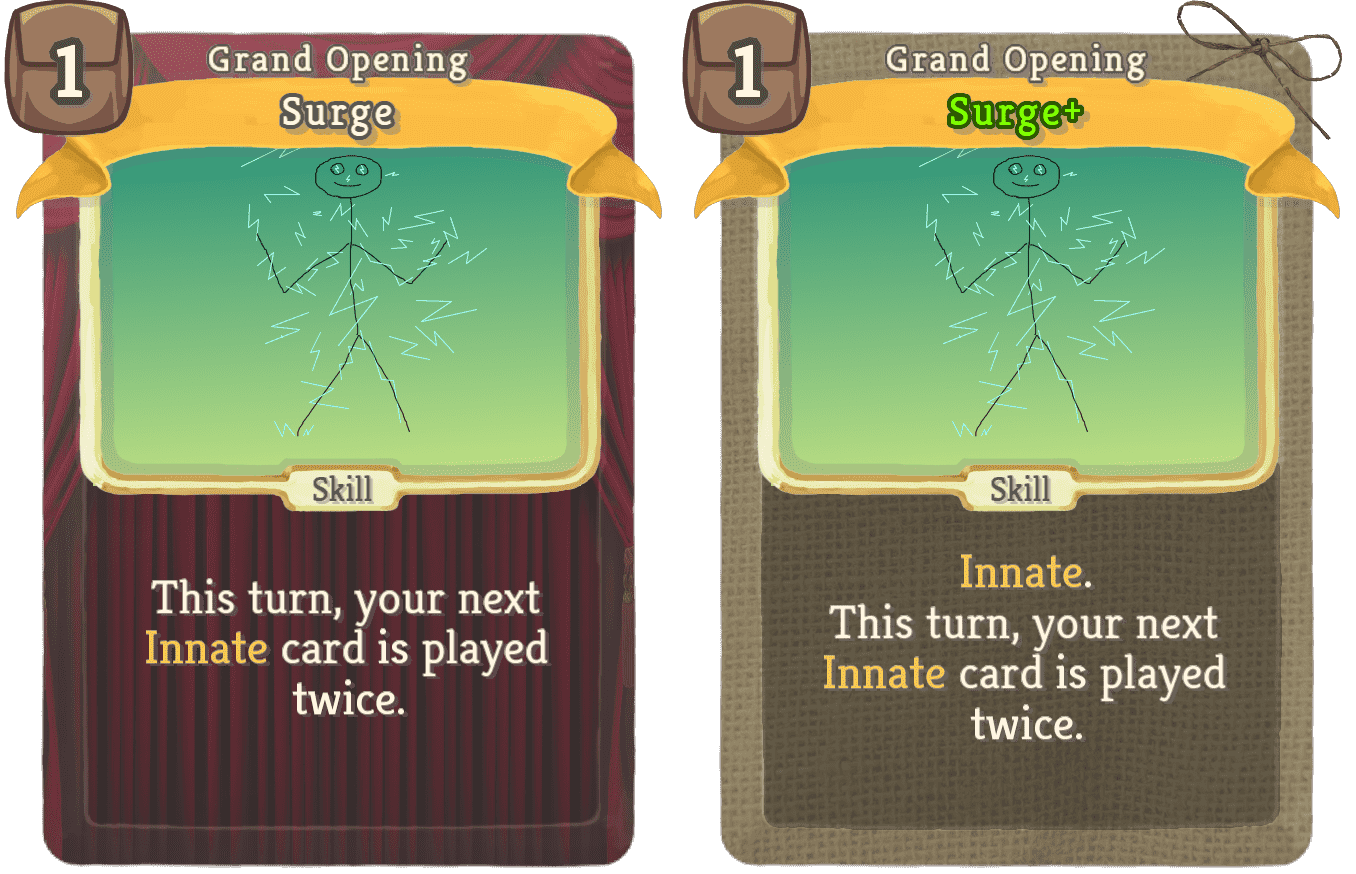 1
Grand Opening
Surge
Skill
This turn, your next
Innate card is played
twice.
1
Grand Opening
Surge+
Skill
Innate.
This turn, your next
Innate card is played
twice.